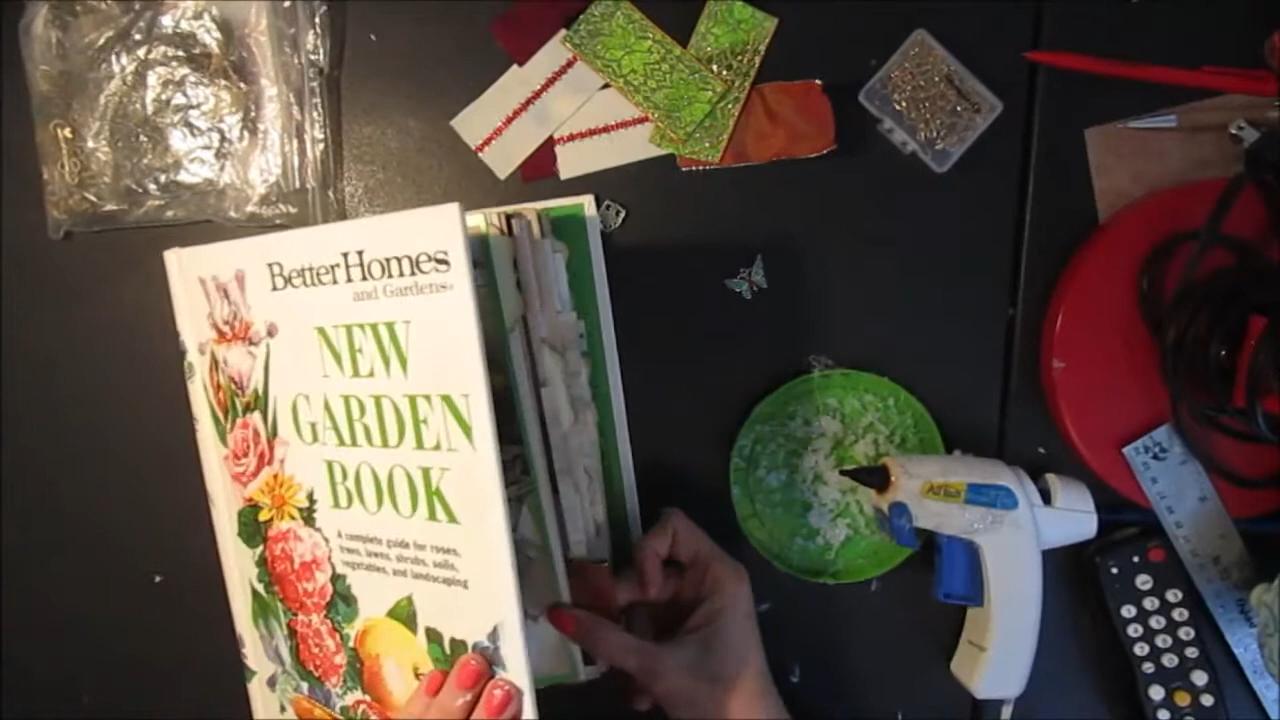 Better Homes
and Gardens®
NEW
GARDEN
BOOK
A complete guide for roses,
trees, lawns, shrubs, soils,
vegetables, and landscaping